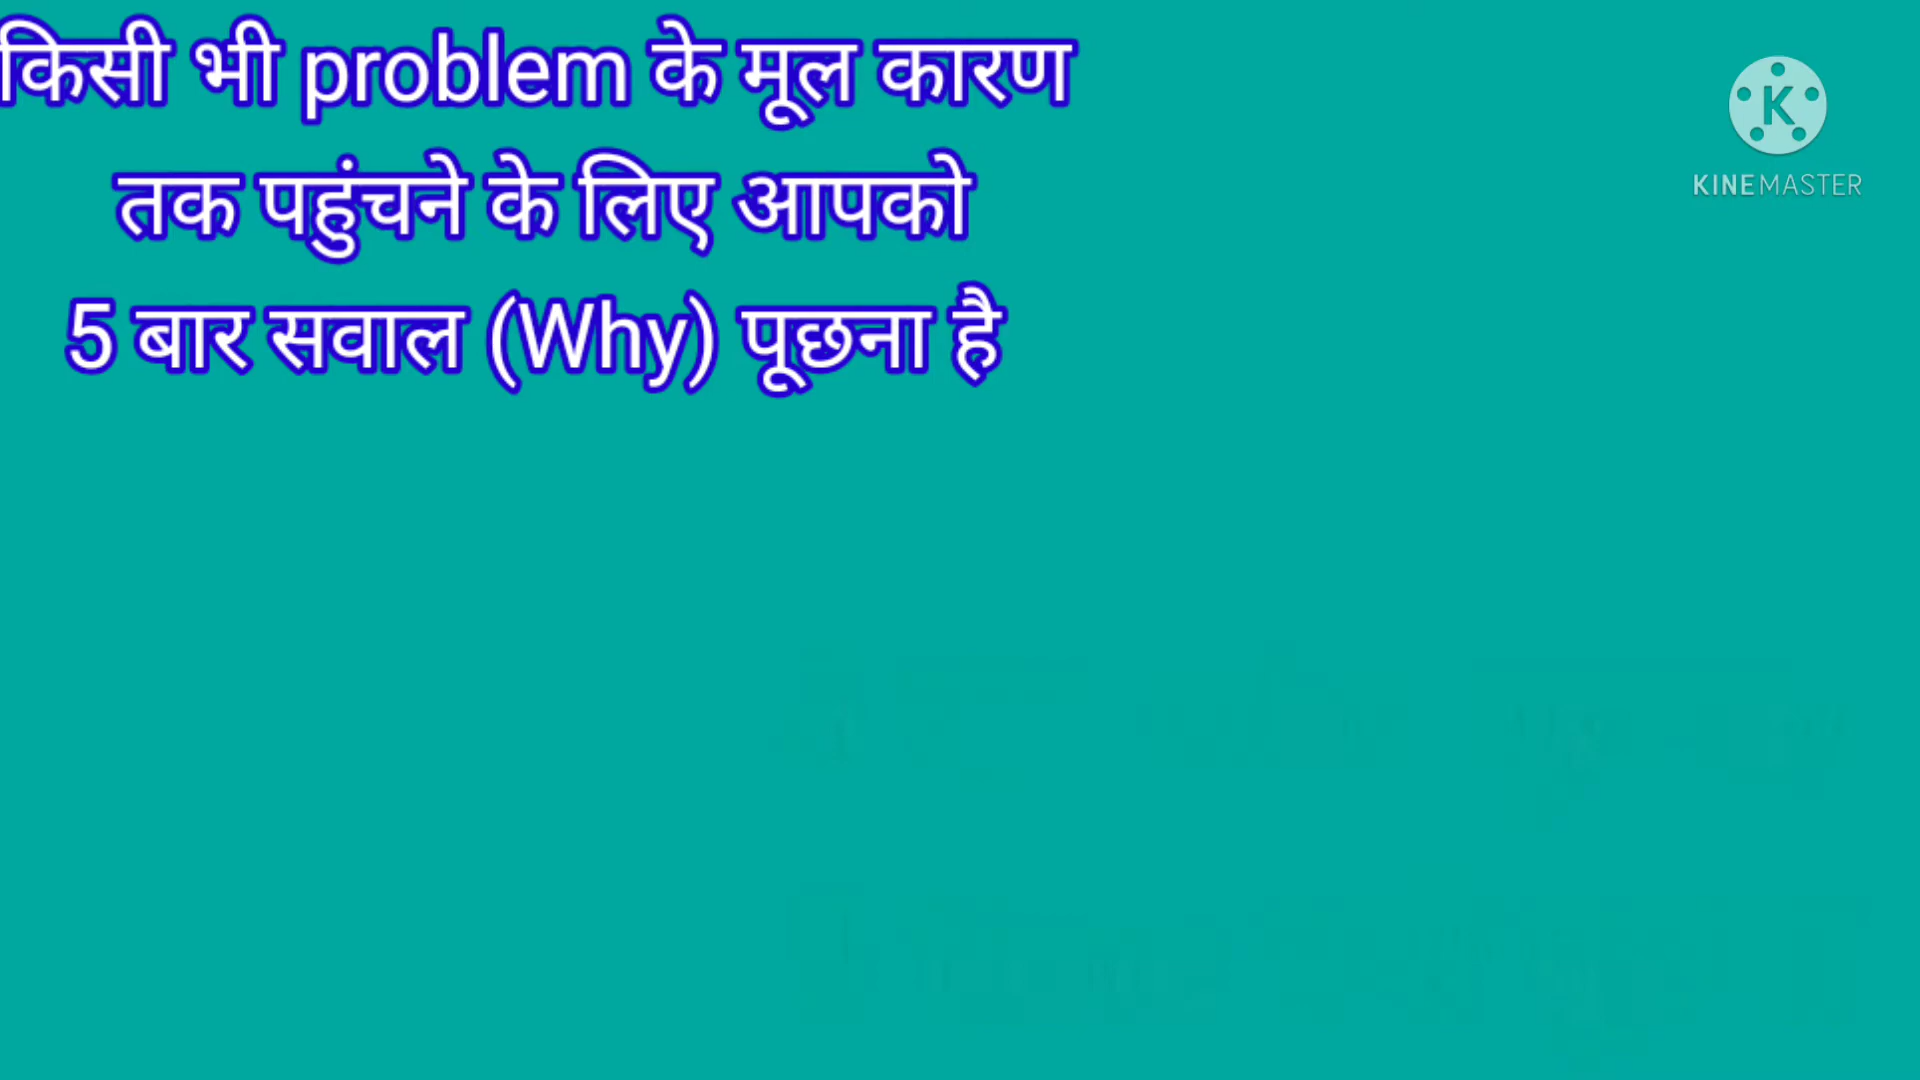 किसी भी problem के मूल कारण
तक पहुंचने के लिए आपको
5 बार सवाल (Why) पूछना है
K
KINEMASTER